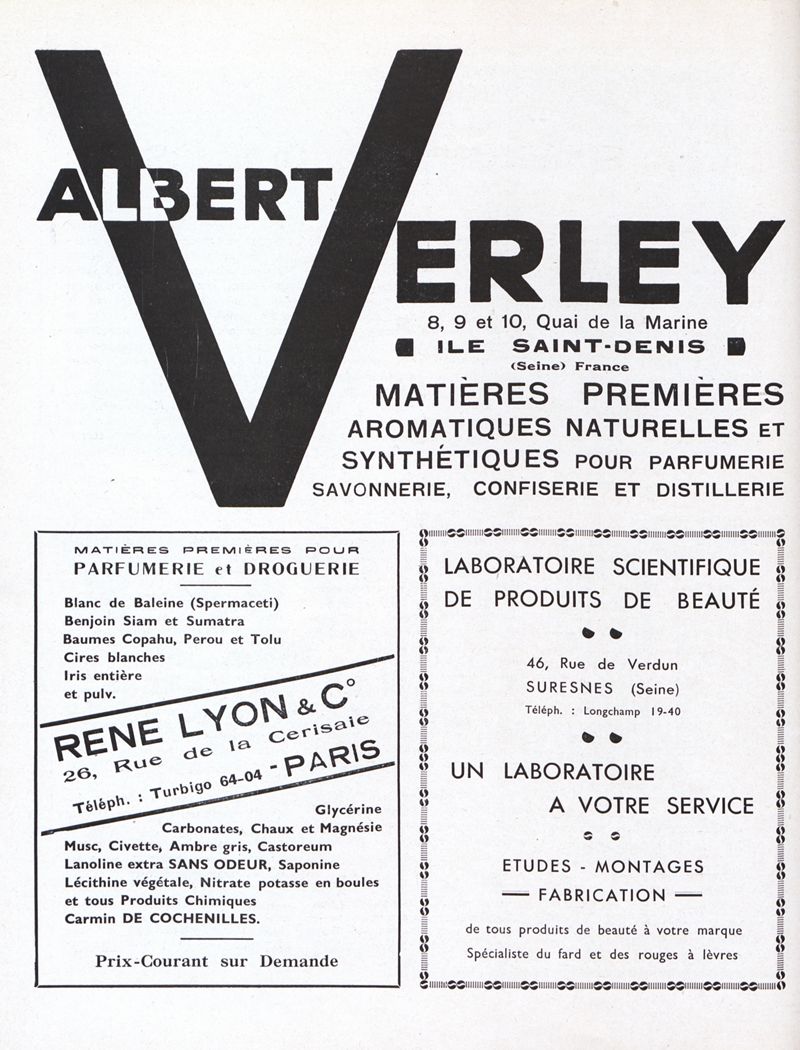 ALBERT
VERLEY
8, 9 et 10, Quai de la Marine
ILE SAINT-DENIS
(Seine) France
MATIÈRES PREMIÈRES
AROMATIQUES NATURELLES ET
SYNTHÉTIQUES POUR PARFUMERIE
SAVONNERIE, CONFISERIE ET DISTILLERIE
MATIÈRES PREMIÈRES POUR
PARFUMERIE et DROGUERIE
Blanc de Baleine (Spermaceti)
Benjoin Siam et Sumatra
Baumes Copahu, Perou et Tolu
Cires blanches
Iris entière
et pulv.
RENE LYON & C°
26, Rue de la Cerisaie
Téléph. : Turbigo 64-04 - PARIS
Glycérine
Carbonates, Chaux et Magnésie
Musc, Civette, Ambre gris, Castoreum
Lanoline extra SANS ODEUR, Saponine
Lécithine végétale, Nitrate potasse en boules
et tous Produits Chimiques
Carmin DE COCHENILLES.
Prix-Courant sur Demande
LABORATOIRE SCIENTIFIQUE
DE PRODUITS DE BEAUTÉ
46, Rue de Verdun
SURESNES (Seine)
Téléph. : Longchamp 19-40
UN LABORATOIRE
A VOTRE SERVICE
ETUDES - MONTAGES
— FABRICATION —
de tous produits de beauté à votre marque
Spécialiste du fard et des rouges à lèvres